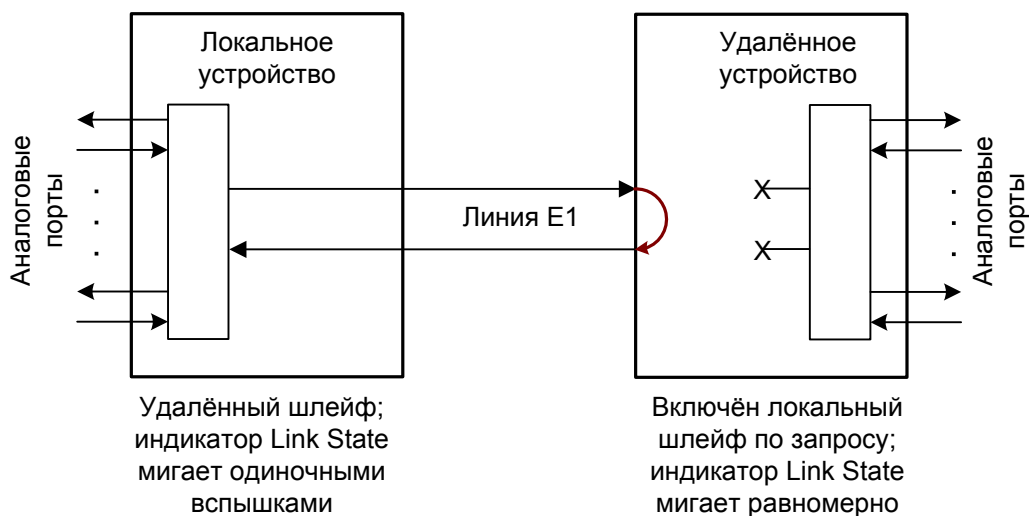 Локальное
устройство
Удалённое
устройство
Аналоговые
порты
. . .
Линия E1
X
X
. . .
Аналоговые
порты
Удалённый шлейф;
индикатор Link State
мигает одиночными
вспышками
Включён локальный
шлейф по запросу;
индикатор Link State
мигает равномерно